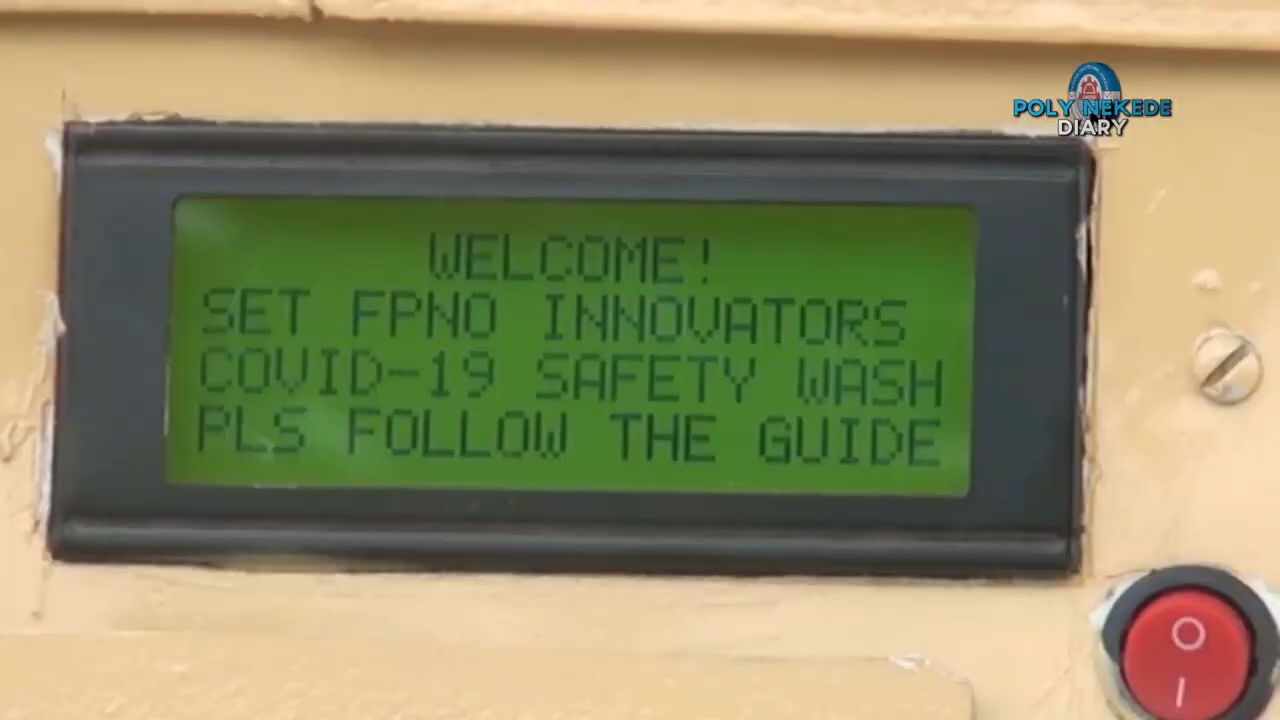 POLY NEKEDE
DIARY
WELCOME!
SET FPNO INNOVATORS
COVID-19 SAFETY WASH
PLS FOLLOW THE GUIDE
O
I